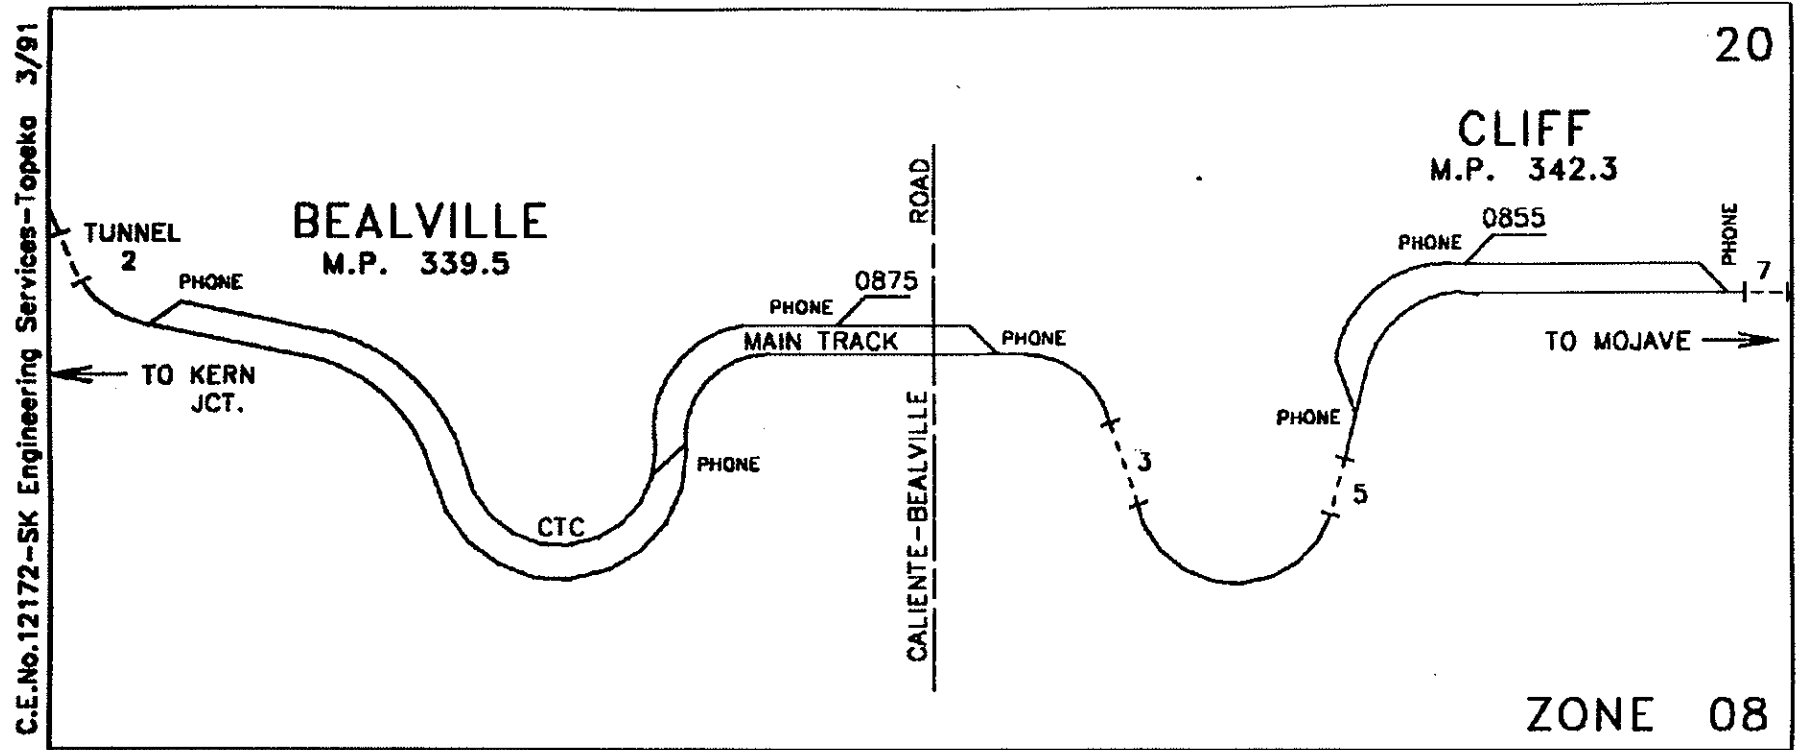 C.E.No.12172-SK Engineering Services-Topeka 3/91
20
CLIFF
M.P. 342.3
BEALVILLE
M.P. 339.5
TUNNEL
2
PHONE
0875
PHONE
MAIN TRACK
PHONE
TO KERN
JCT.
CTC
PHONE
CALIENTE-BEALVILLE ROAD
3
5
PHONE
PHONE
0855
PHONE
7
TO MOJAVE
ZONE 08